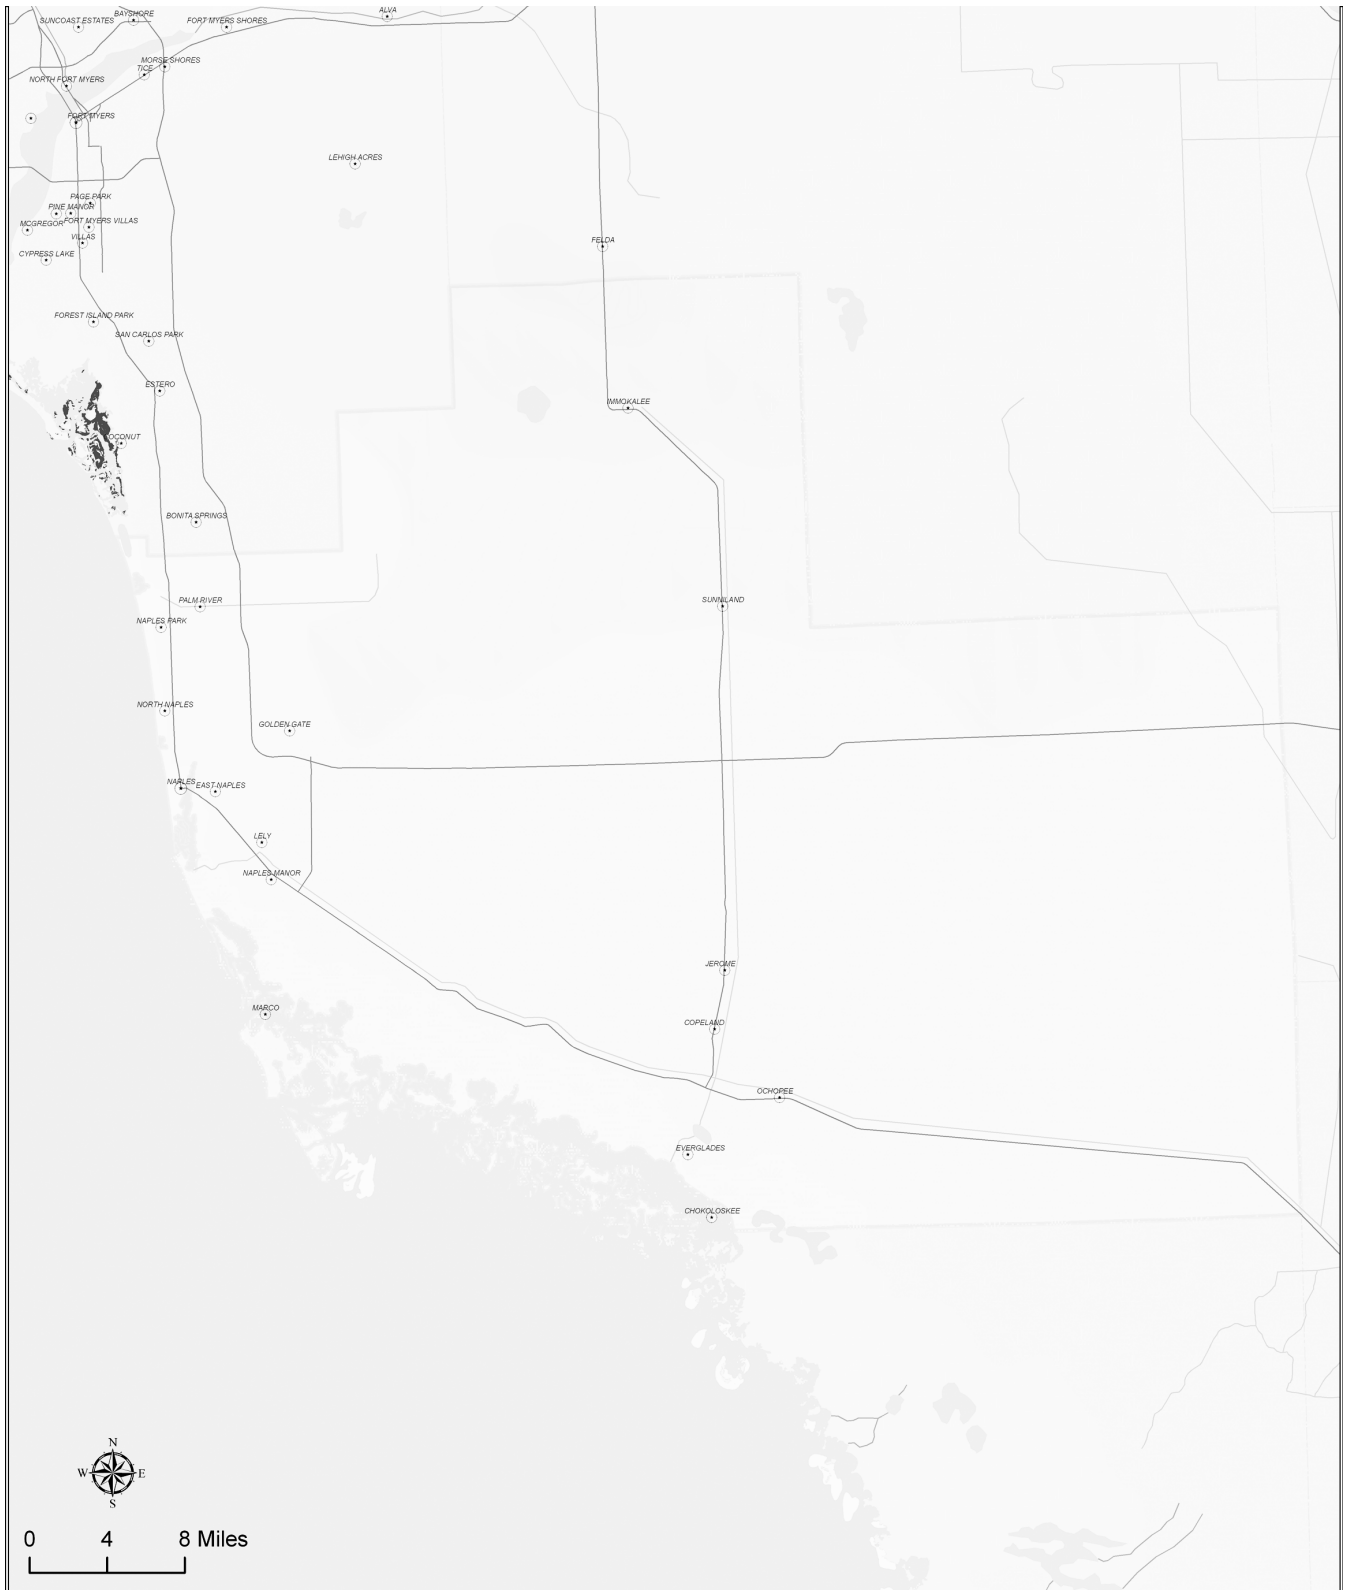 ALVA
BAYSHORE
SUNCOAST ESTATES
FORT MYERS SHORES
MORSE SHORES
TICE
NORTH FORT MYERS
FORT MYERS
LEHIGH ACRES
PAGE PARK
PINE MANOR
MCGREGOR
FORT MYERS VILLAS
VILLAS
FELDA
CYPRESS LAKE
FOREST ISLAND PARK
SAN CARLOS PARK
ESTERO
IMMOKALEE
OCONUT
BONITA SPRINGS
PALM RIVER
SUNNILAND
NAPLES PARK
NORTH NAPLES
GOLDEN GATE
NAPLES
EAST NAPLES
LELY
NAPLES MANOR
JEROME
MARCO
COPELAND
OCHOPEE
EVERGLADES
CHOKOLOSKEE
N
W E
S
0 4 8 Miles